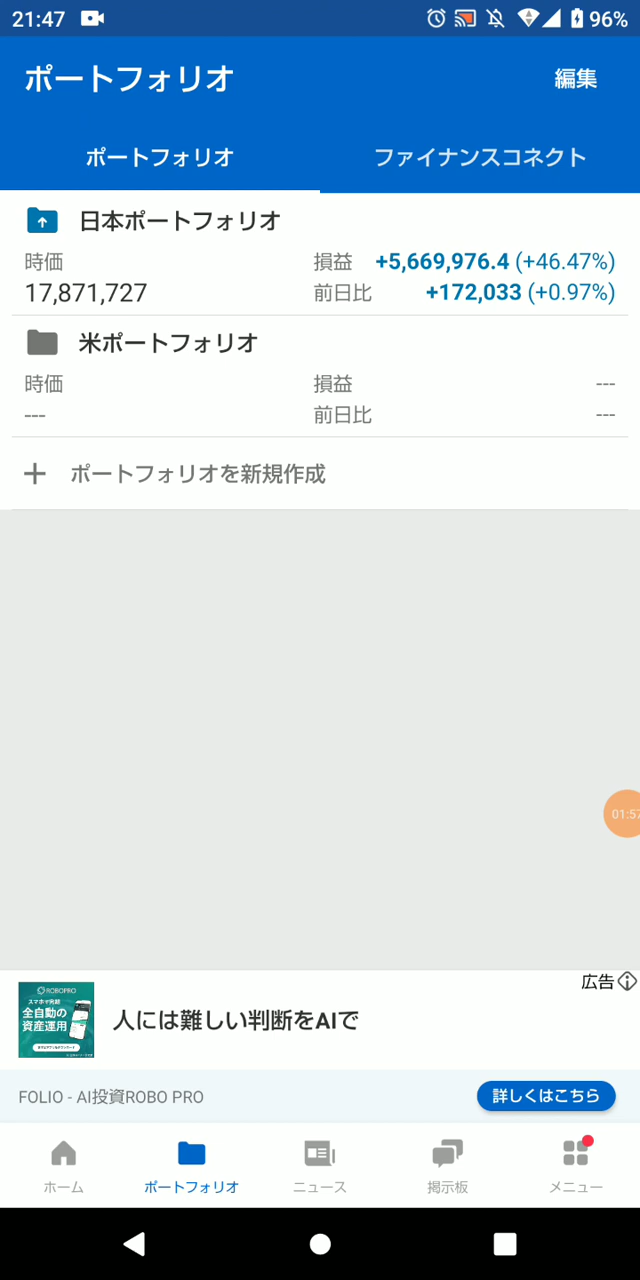 21:47 96%
ポートフォリオ 編集
ポートフォリオ ファイナンスコネクト
日本ポートフォリオ
時価 損益 +5,669,976.4 (+46.47%)
17,871,727 前日比 +172,033 (+0.97%)
米ポートフォリオ
時価 損益 ---
--- 前日比 ---
+ ポートフォリオを新規作成
01:57
広告
ROBOPRO
スマホで完結
全自動の
資産運用
人には難しい判断をAIで
FOLIO - AI投資ROBO PRO 詳しくはこちら
ホーム ポートフォリオ ニュース 掲示板 メニュー